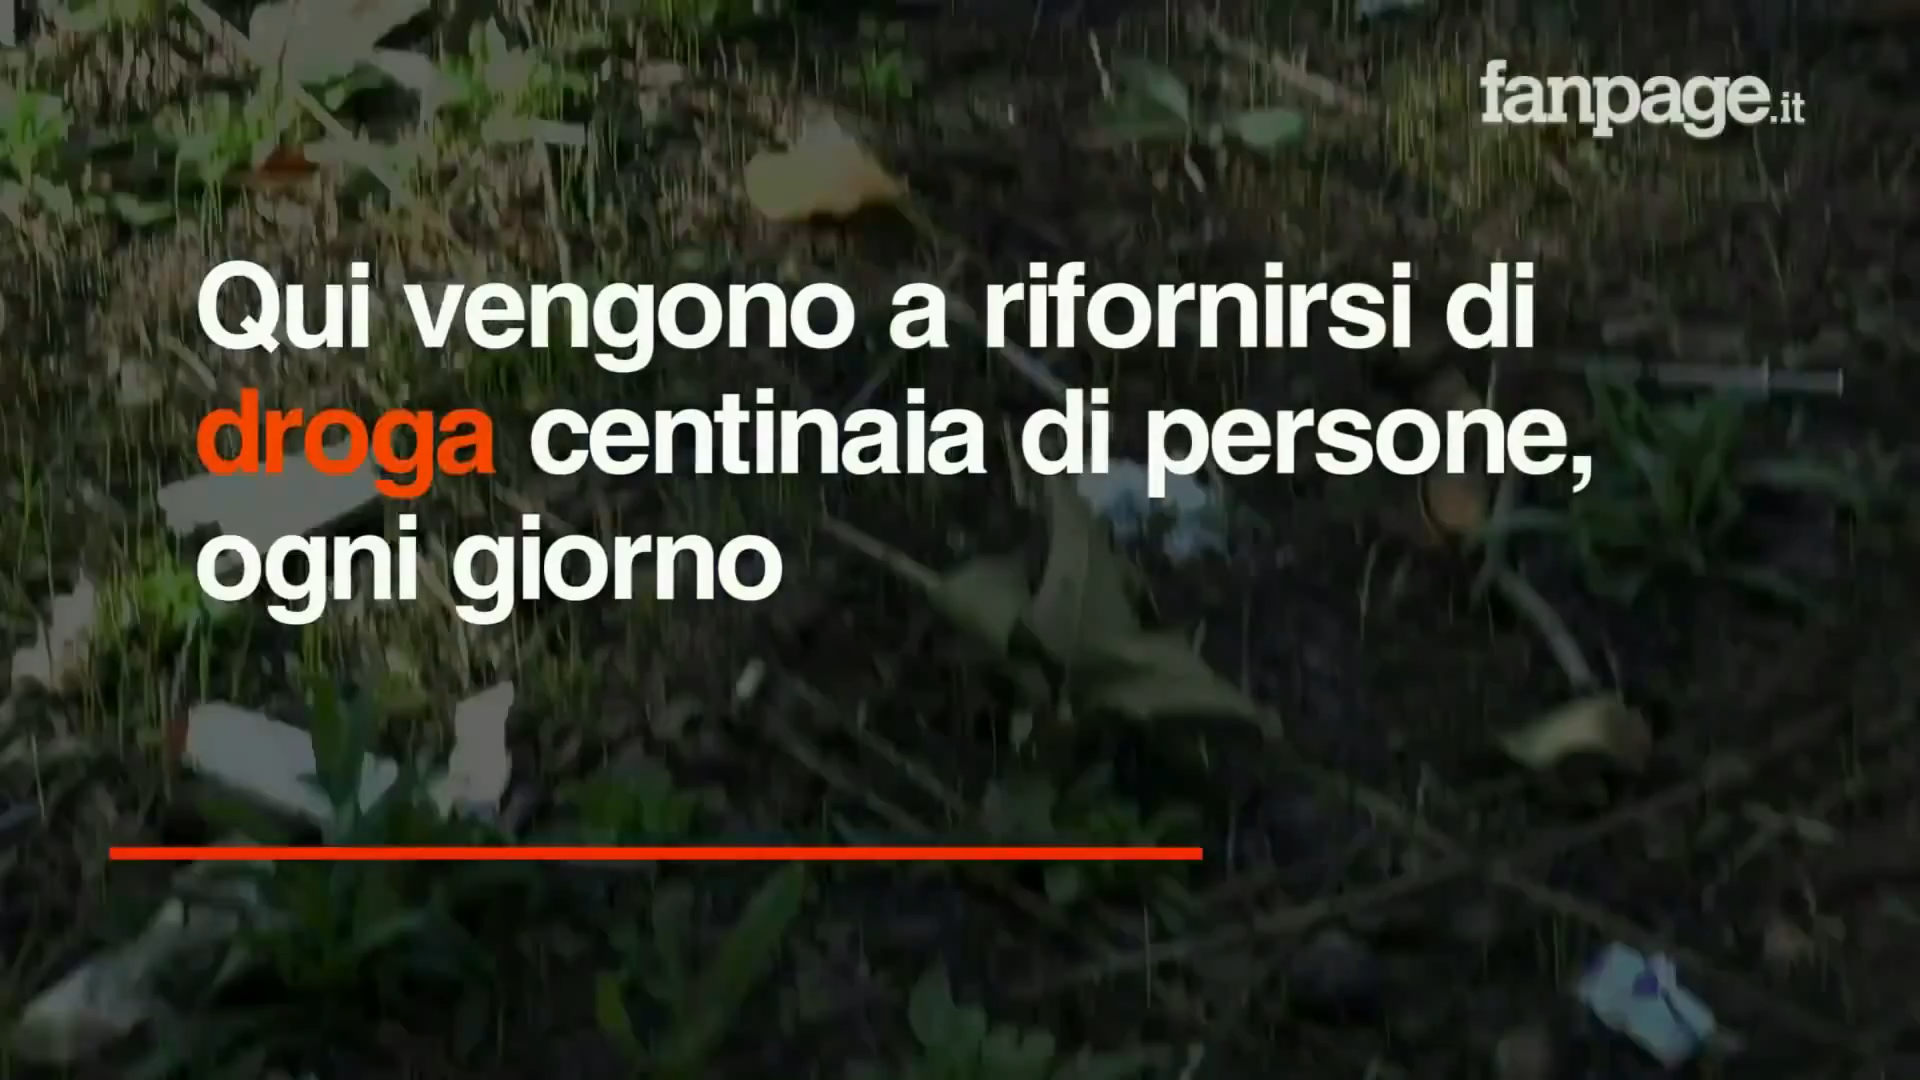 fanpage.it
Qui vengono a rifornirsi di
droga centinaia di persone,
ogni giorno